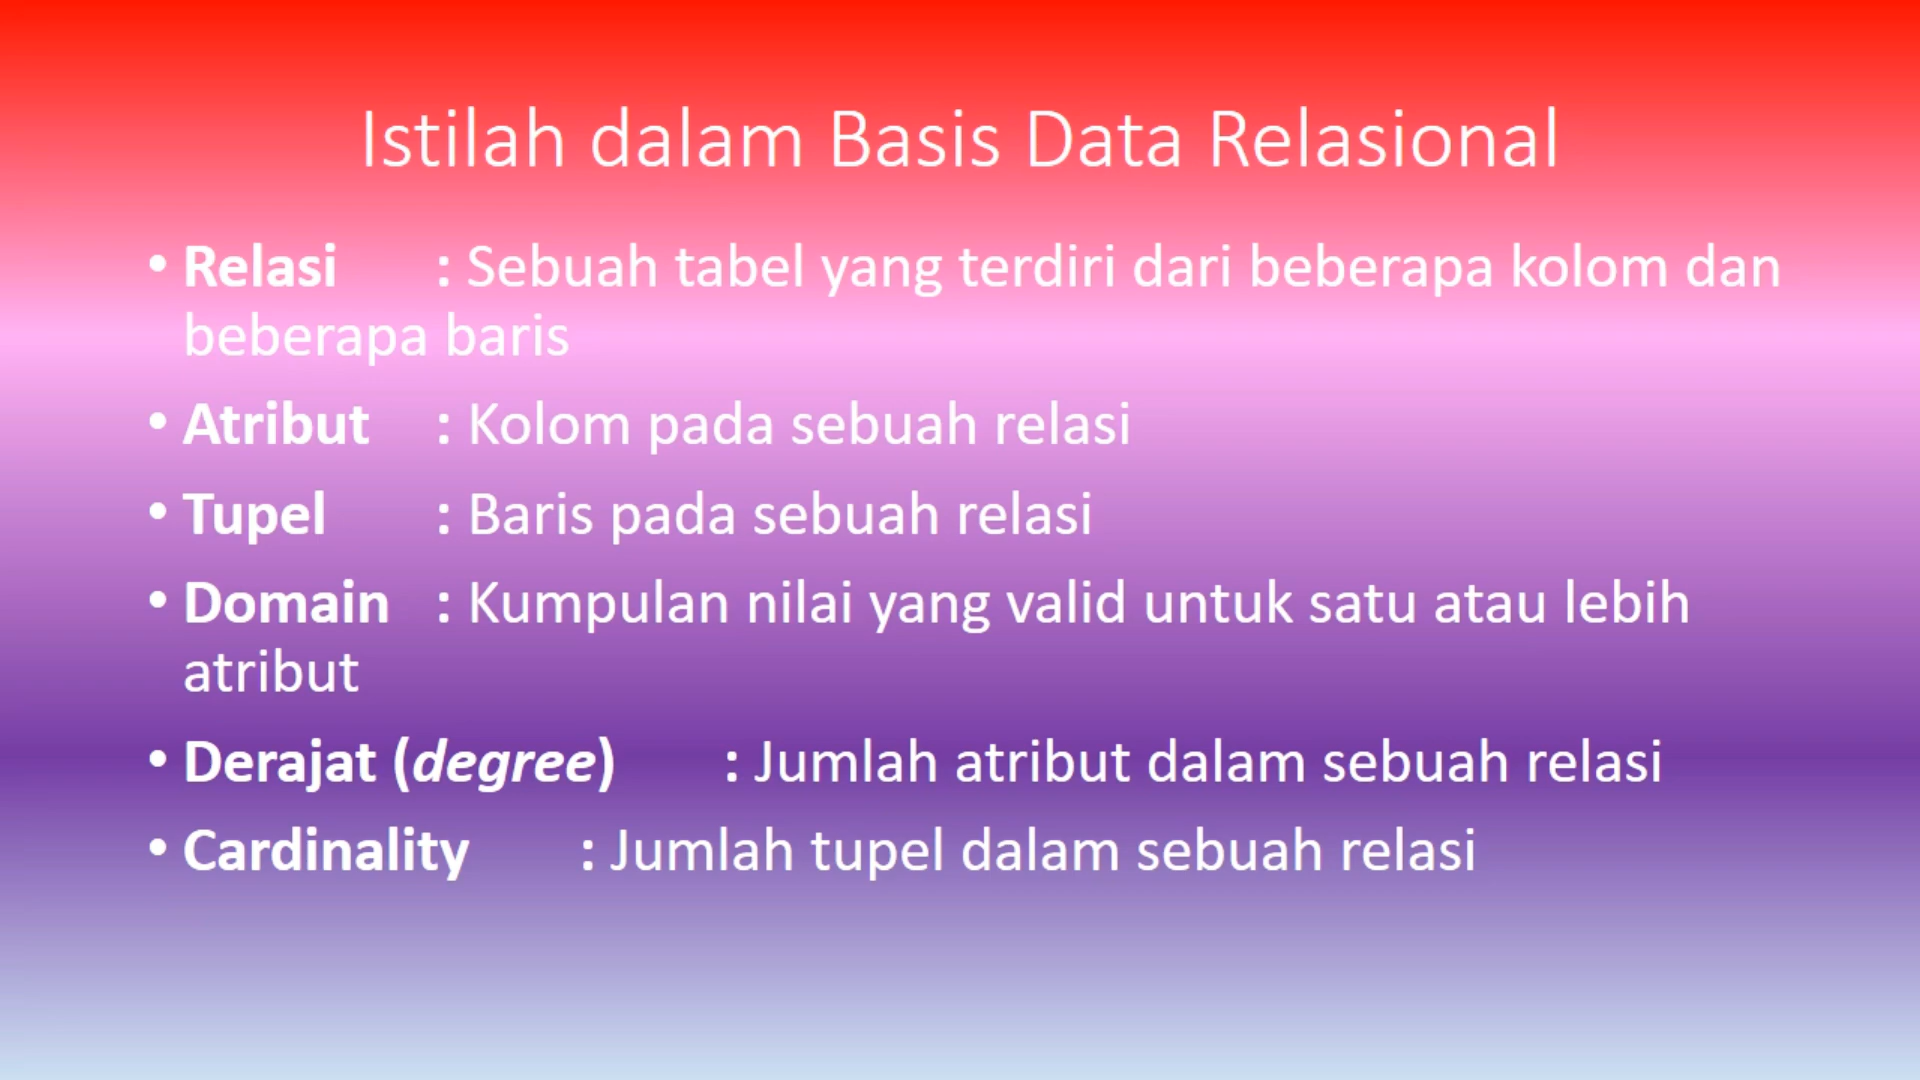 Istilah dalam Basis Data Relasional
• Relasi : Sebuah tabel yang terdiri dari beberapa kolom dan
beberapa baris
• Atribut : Kolom pada sebuah relasi
• Tupel : Baris pada sebuah relasi
• Domain : Kumpulan nilai yang valid untuk satu atau lebih
atribut
• Derajat (degree) : Jumlah atribut dalam sebuah relasi
• Cardinality : Jumlah tupel dalam sebuah relasi